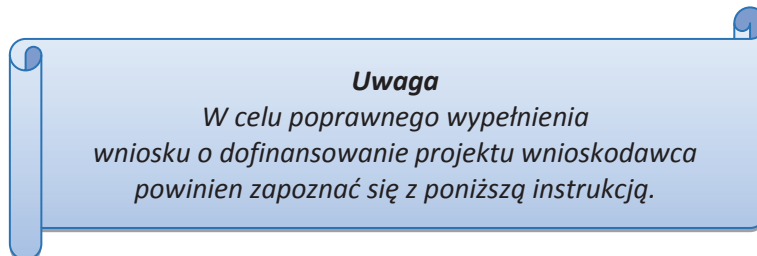 Uwaga
W celu poprawnego wypełnienia
wniosku o dofinansowanie projektu wnioskodawca
powinien zapoznać się z poniższą instrukcją.